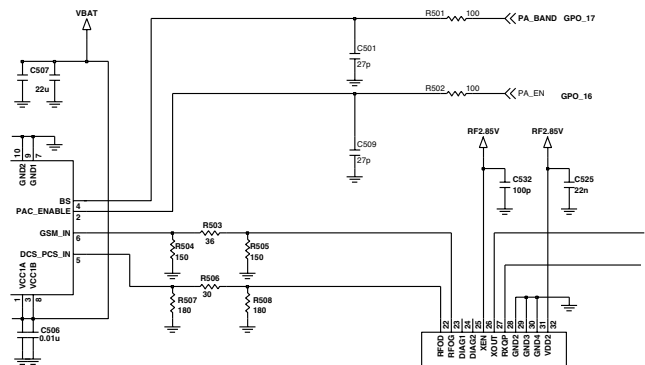 VBAT
R501 100 PA_BAND GPO_17
C507
22u
C501
27p
R502 100 PA_EN GPO_16
RF2.85V RF2.85V
C509
27p
10 9 7
GND2 GND1
C532
100p
C525
22n
BS
4
PAC_ENABLE
2
GSM_IN
6
DCS_PCS_IN
5
R503
36
R504
150
R505
150
R506
30
R507
180
R508
180
VCC1A VCC1B
1 3 8
C506
0.01u
22 23 24 25 26 27 28 29 30 31 32
RFOD RFOG DIAG1 DIAG2 XEN XOUT RXQP GND2 GND3 GND4 VDD2